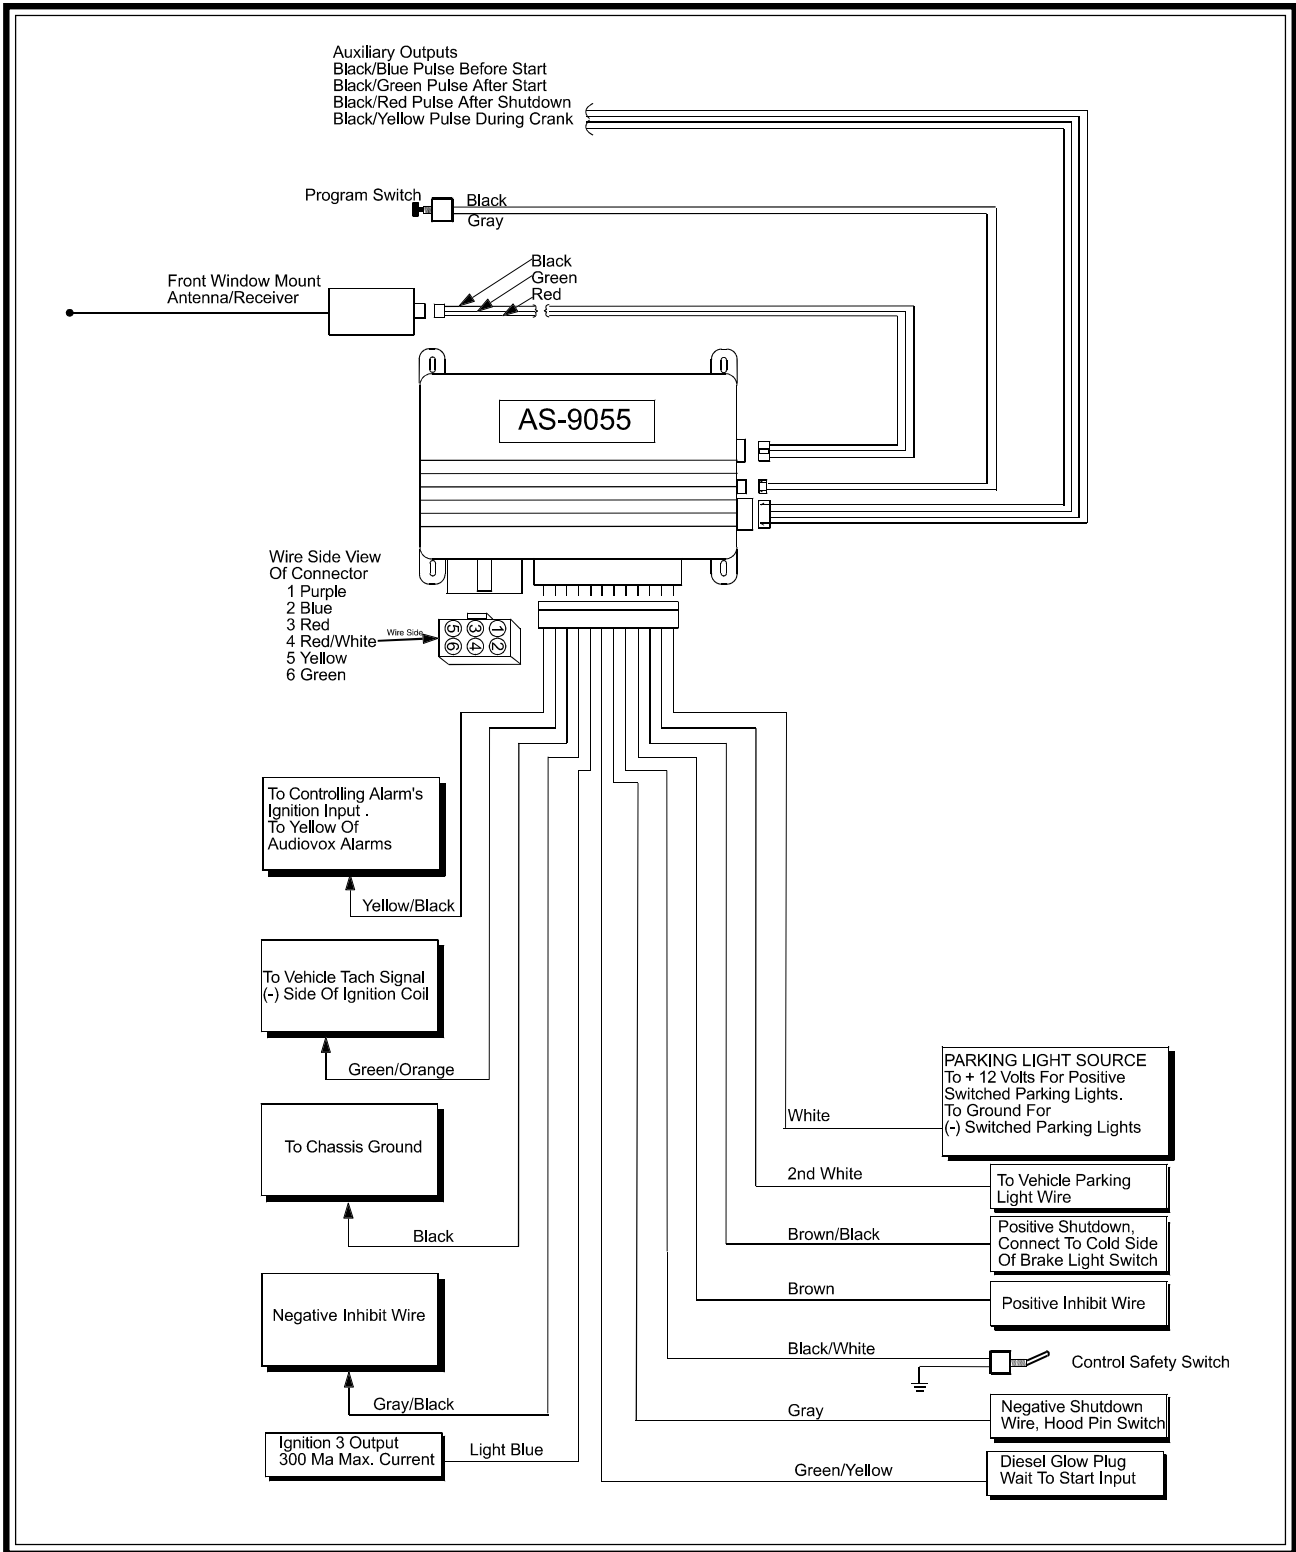 Auxiliary Outputs
Black/Blue Pulse Before Start
Black/Green Pulse After Start
Black/Red Pulse After Shutdown
Black/Yellow Pulse During Crank
Program Switch
Black
Gray
Black
Green
Red
Front Window Mount
Antenna/Receiver
AS-9055
Wire Side View
Of Connector
1 Purple
2 Blue
3 Red
4 Red/White
5 Yellow
6 Green
Wire Side
5 3 1
6 4 2
To Controlling Alarm's
Ignition Input .
To Yellow Of
Audiovox Alarms
Yellow/Black
To Vehicle Tach Signal
(-) Side Of Ignition Coil
Green/Orange
To Chassis Ground
Black
Negative Inhibit Wire
Gray/Black
Ignition 3 Output
300 Ma Max. Current
Light Blue
White
PARKING LIGHT SOURCE
To + 12 Volts For Positive
Switched Parking Lights.
To Ground For
(-) Switched Parking Lights
2nd White
To Vehicle Parking
Light Wire
Brown/Black
Positive Shutdown,
Connect To Cold Side
Of Brake Light Switch
Brown
Positive Inhibit Wire
Black/White
Control Safety Switch
Gray
Negative Shutdown
Wire, Hood Pin Switch
Green/Yellow
Diesel Glow Plug
Wait To Start Input